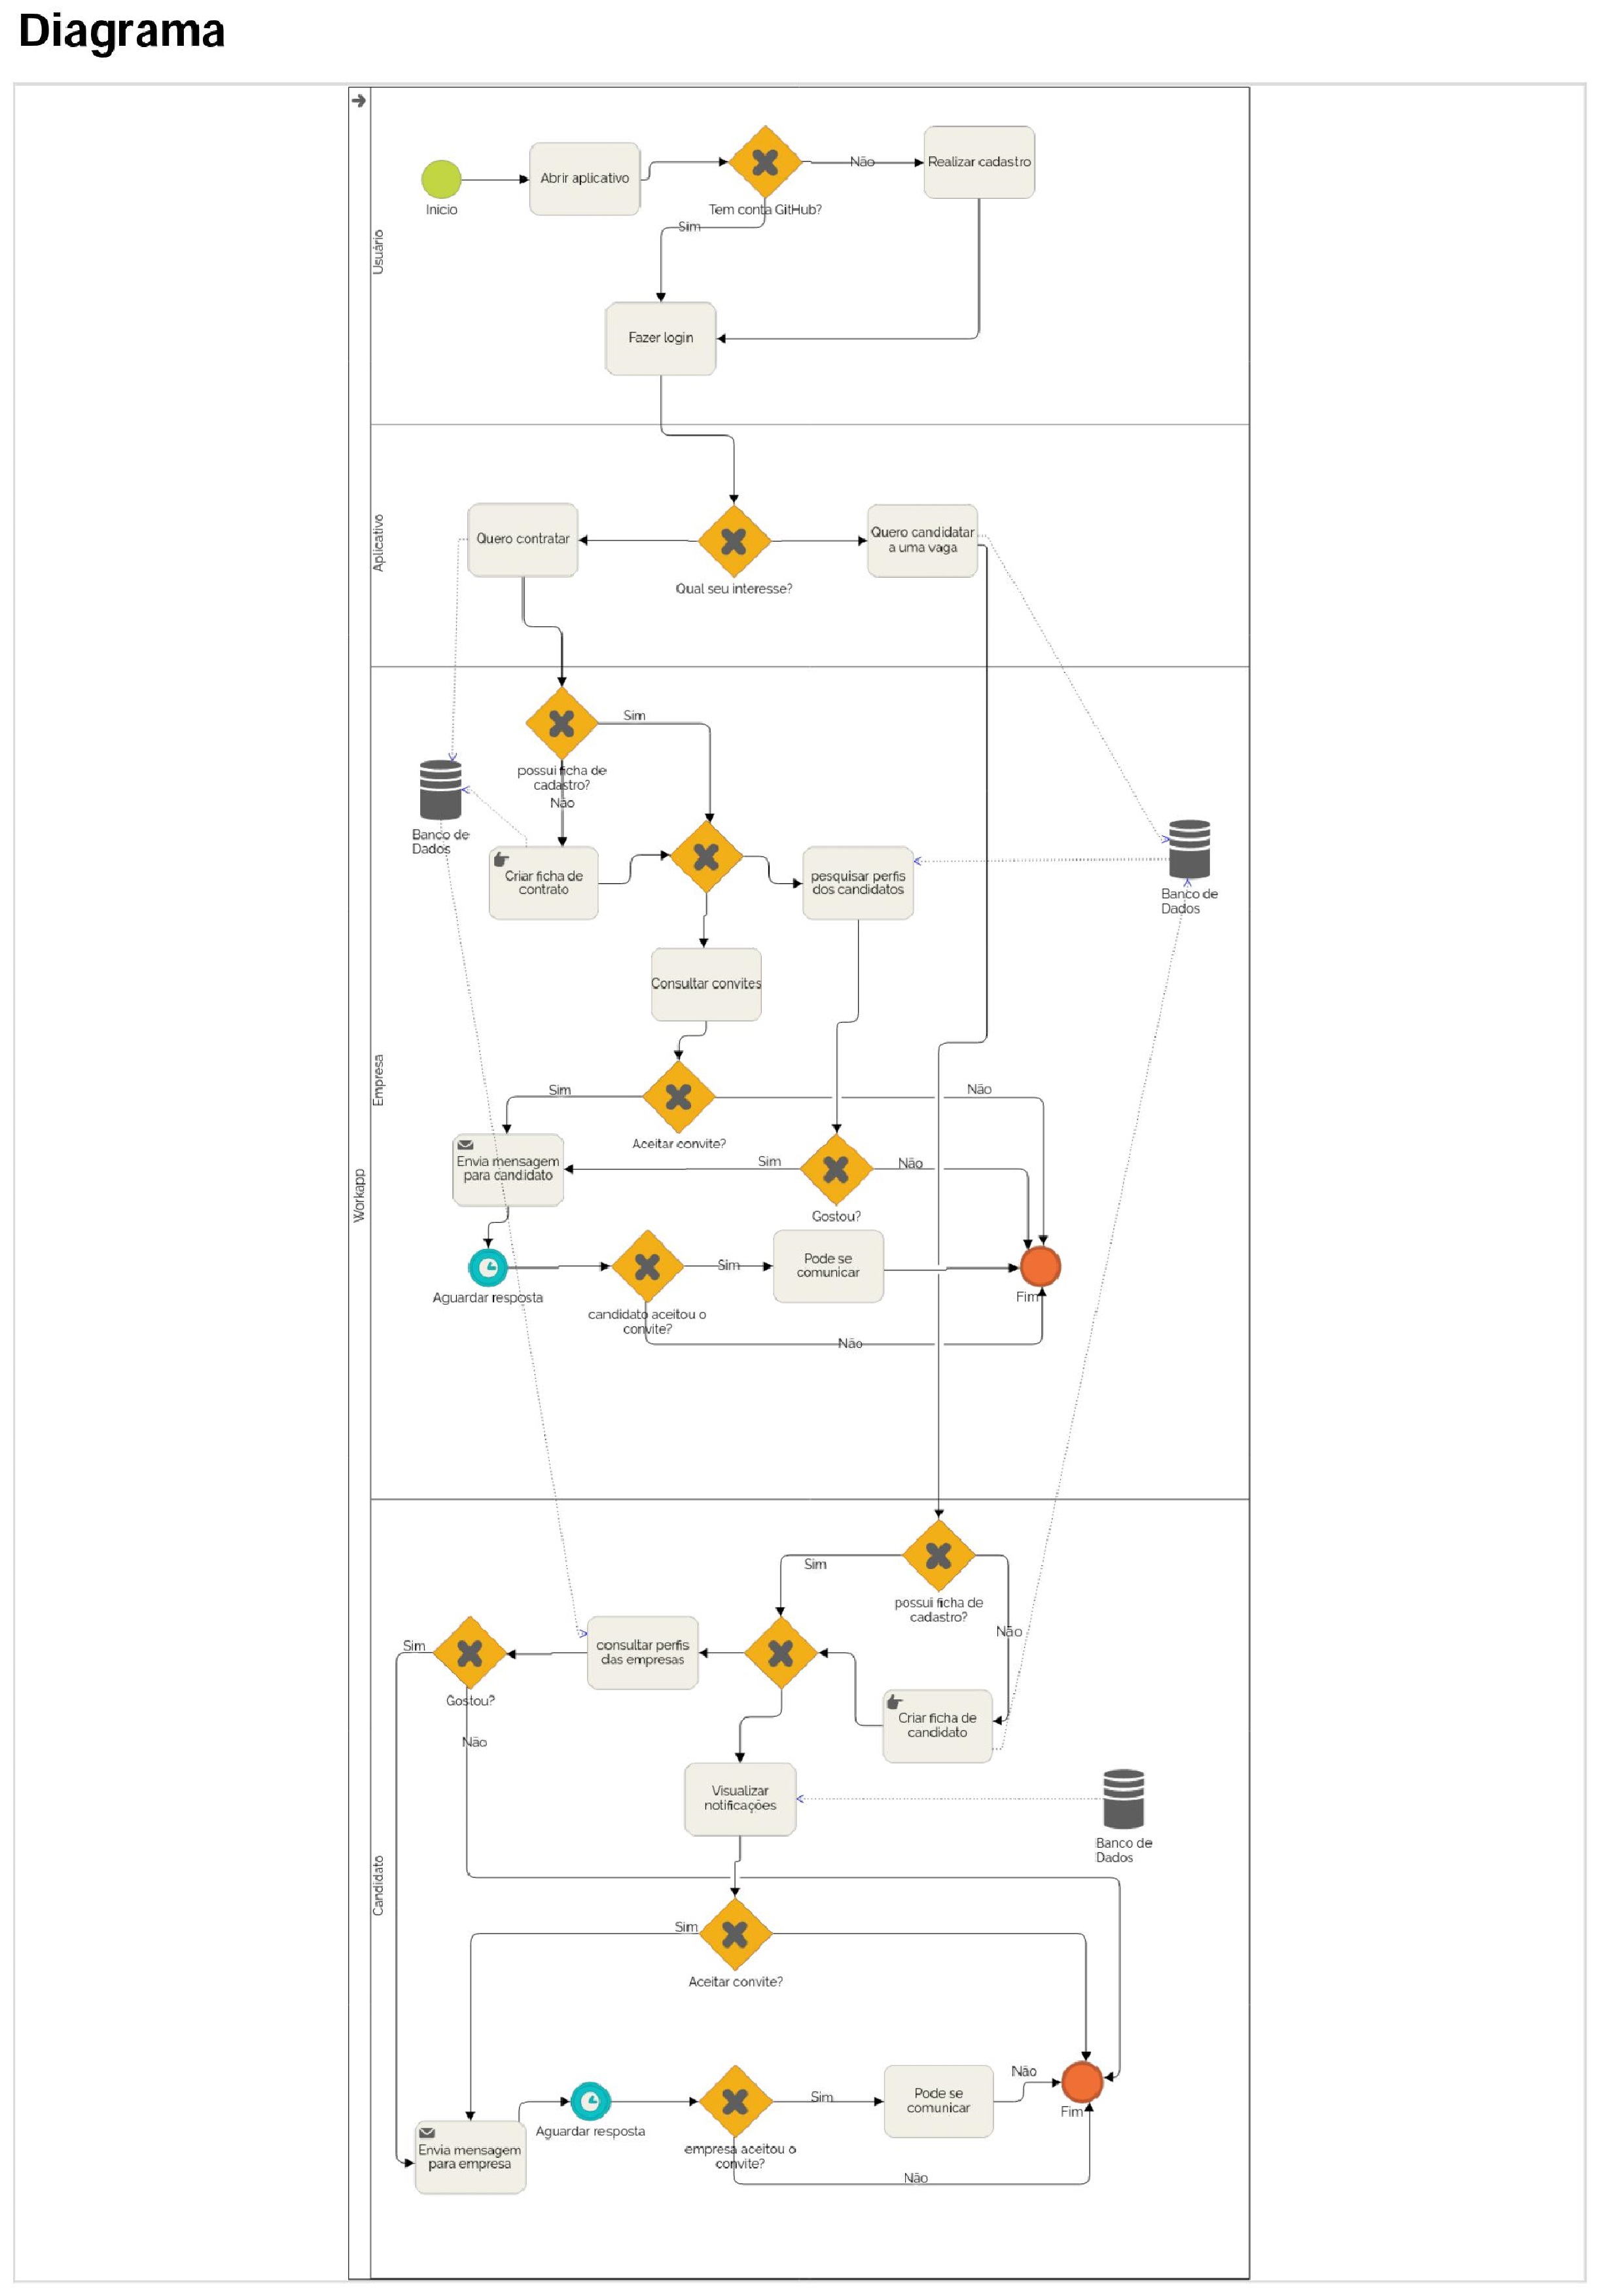 Diagrama
Workapp
Usuário
Inicio
Abrir aplicativo
Tem conta GitHub?
Não
Realizar cadastro
Sim
Fazer login
Aplicativo
Quero contratar
Qual seu interesse?
Quero candidatar
a uma vaga
Empresa
possui ficha de
cadastro?
Sim
Não
Banco de
Dados
Criar ficha de
contrato
pesquisar perfis
dos candidatos
Banco de
Dados
Consultar convites
Sim
Aceitar convite?
Não
Envia mensagem
para candidato
Sim
Gostou?
Não
Aguardar resposta
candidato aceitou o
convite?
Sim
Pode se
comunicar
Fim
Não
Candidato
Sim
possui ficha de
cadastro?
Não
Sim
Gostou?
Não
consultar perfis
das empresas
Criar ficha de
candidato
Visualizar
notificações
Banco de
Dados
Sim
Aceitar convite?
Envia mensagem
para empresa
Aguardar resposta
empresa aceitou o
convite?
Sim
Pode se
comunicar
Não
Fim
Não